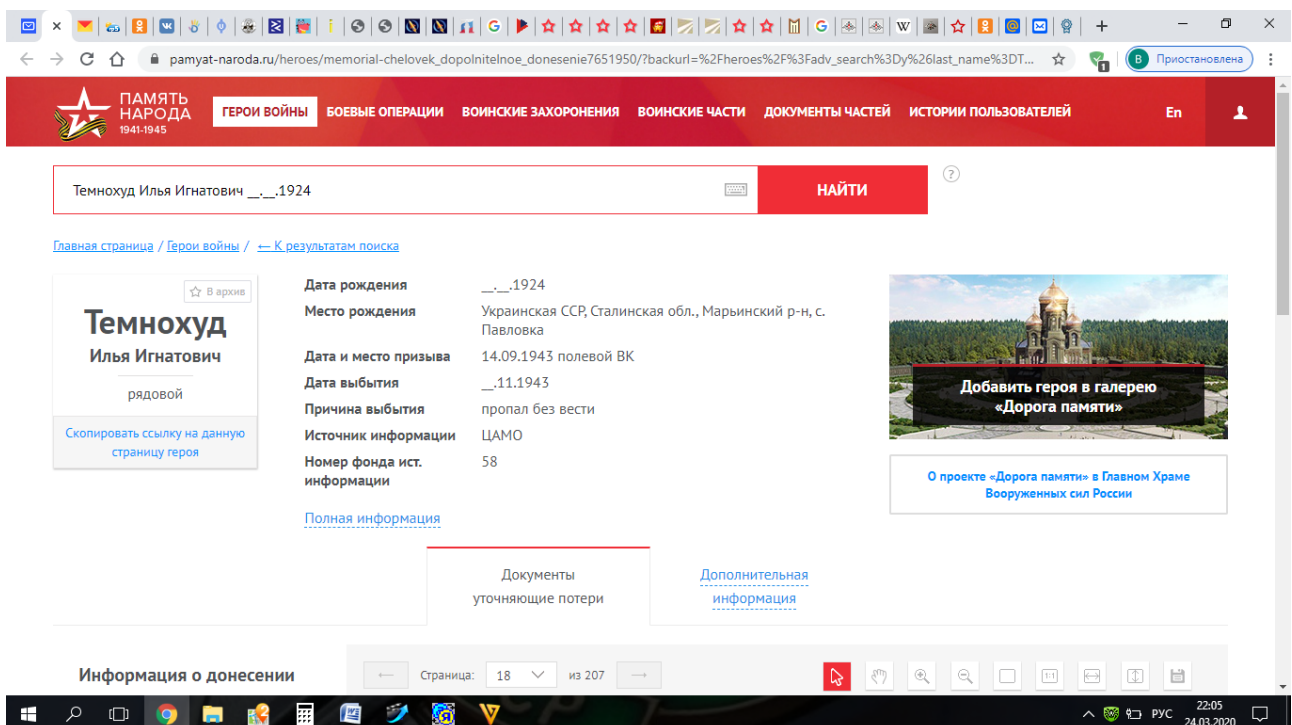 pamyat-naroda.ru/heroes/memorial-chelovek_dopolnitelnoe_donesenie7651950/?backurl=%2Fheroes%2F%3Fadv_search%3Dy%26last_name%3DT...
1
В
Приостановлена
ПАМЯТЬ
НАРОДА
1941-1945
ГЕРОИ ВОЙНЫ БОЕВЫЕ ОПЕРАЦИИ ВОИНСКИЕ ЗАХОРОНЕНИЯ ВОИНСКИЕ ЧАСТИ ДОКУМЕНТЫ ЧАСТЕЙ ИСТОРИИ ПОЛЬЗОВАТЕЛЕЙ En
Темнохуд Илья Игнатович __.__.1924
НАЙТИ
?
Главная страница / Герои войны / ← К результатам поиска
В архив
Темнохуд
Илья Игнатович
рядовой
Скопировать ссылку на данную
страницу героя
Дата рождения __.__.1924
Место рождения Украинская ССР, Сталинская обл., Марьинский р-н, с.
Павловка
Дата и место призыва 14.09.1943 полевой ВК
Дата выбытия __.11.1943
Причина выбытия пропал без вести
Источник информации ЦАМО
Номер фонда ист. 58
информации
Полная информация
Добавить героя в галерею
«Дорога памяти»
О проекте «Дорога памяти» в Главном Храме
Вооруженных сил России
Документы
уточняющие потери
Дополнительная
информация
Информация о донесении
Страница: 18 из 207
1:1
РУС
22:05
24.03.2020